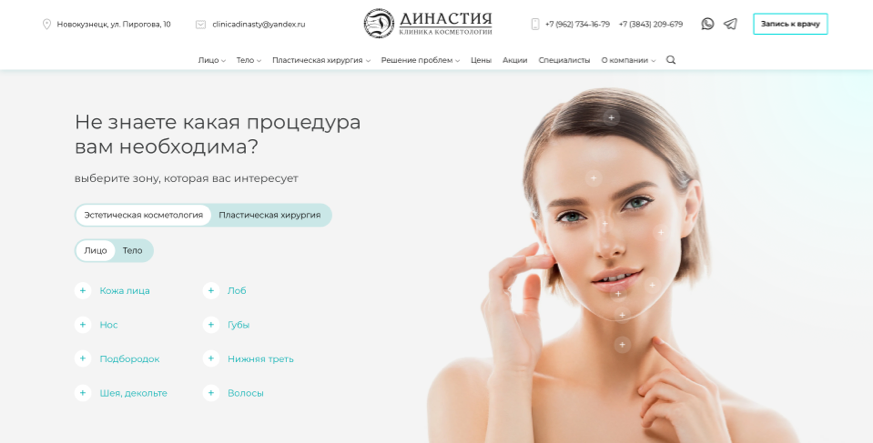 Новокузнецк, ул. Пирогова, 10
clinicadinasty@yandex.ru
ДИНАСТИЯ
КЛИНИКА КОСМЕТОЛОГИИ
+7 (962) 734-16-79 +7 (3843) 209-679
Запись к врачу
Лицо Тело Пластическая хирургия Решение проблем Цены Акции Специалисты О компании
Не знаете какая процедура
вам необходима?
выберите зону, которая вас интересует
Эстетическая косметология Пластическая хирургия
Лицо Тело
+ Кожа лица + Лоб
+ Нос + Губы
+ Подбородок + Нижняя треть
+ Шея, декольте + Волосы